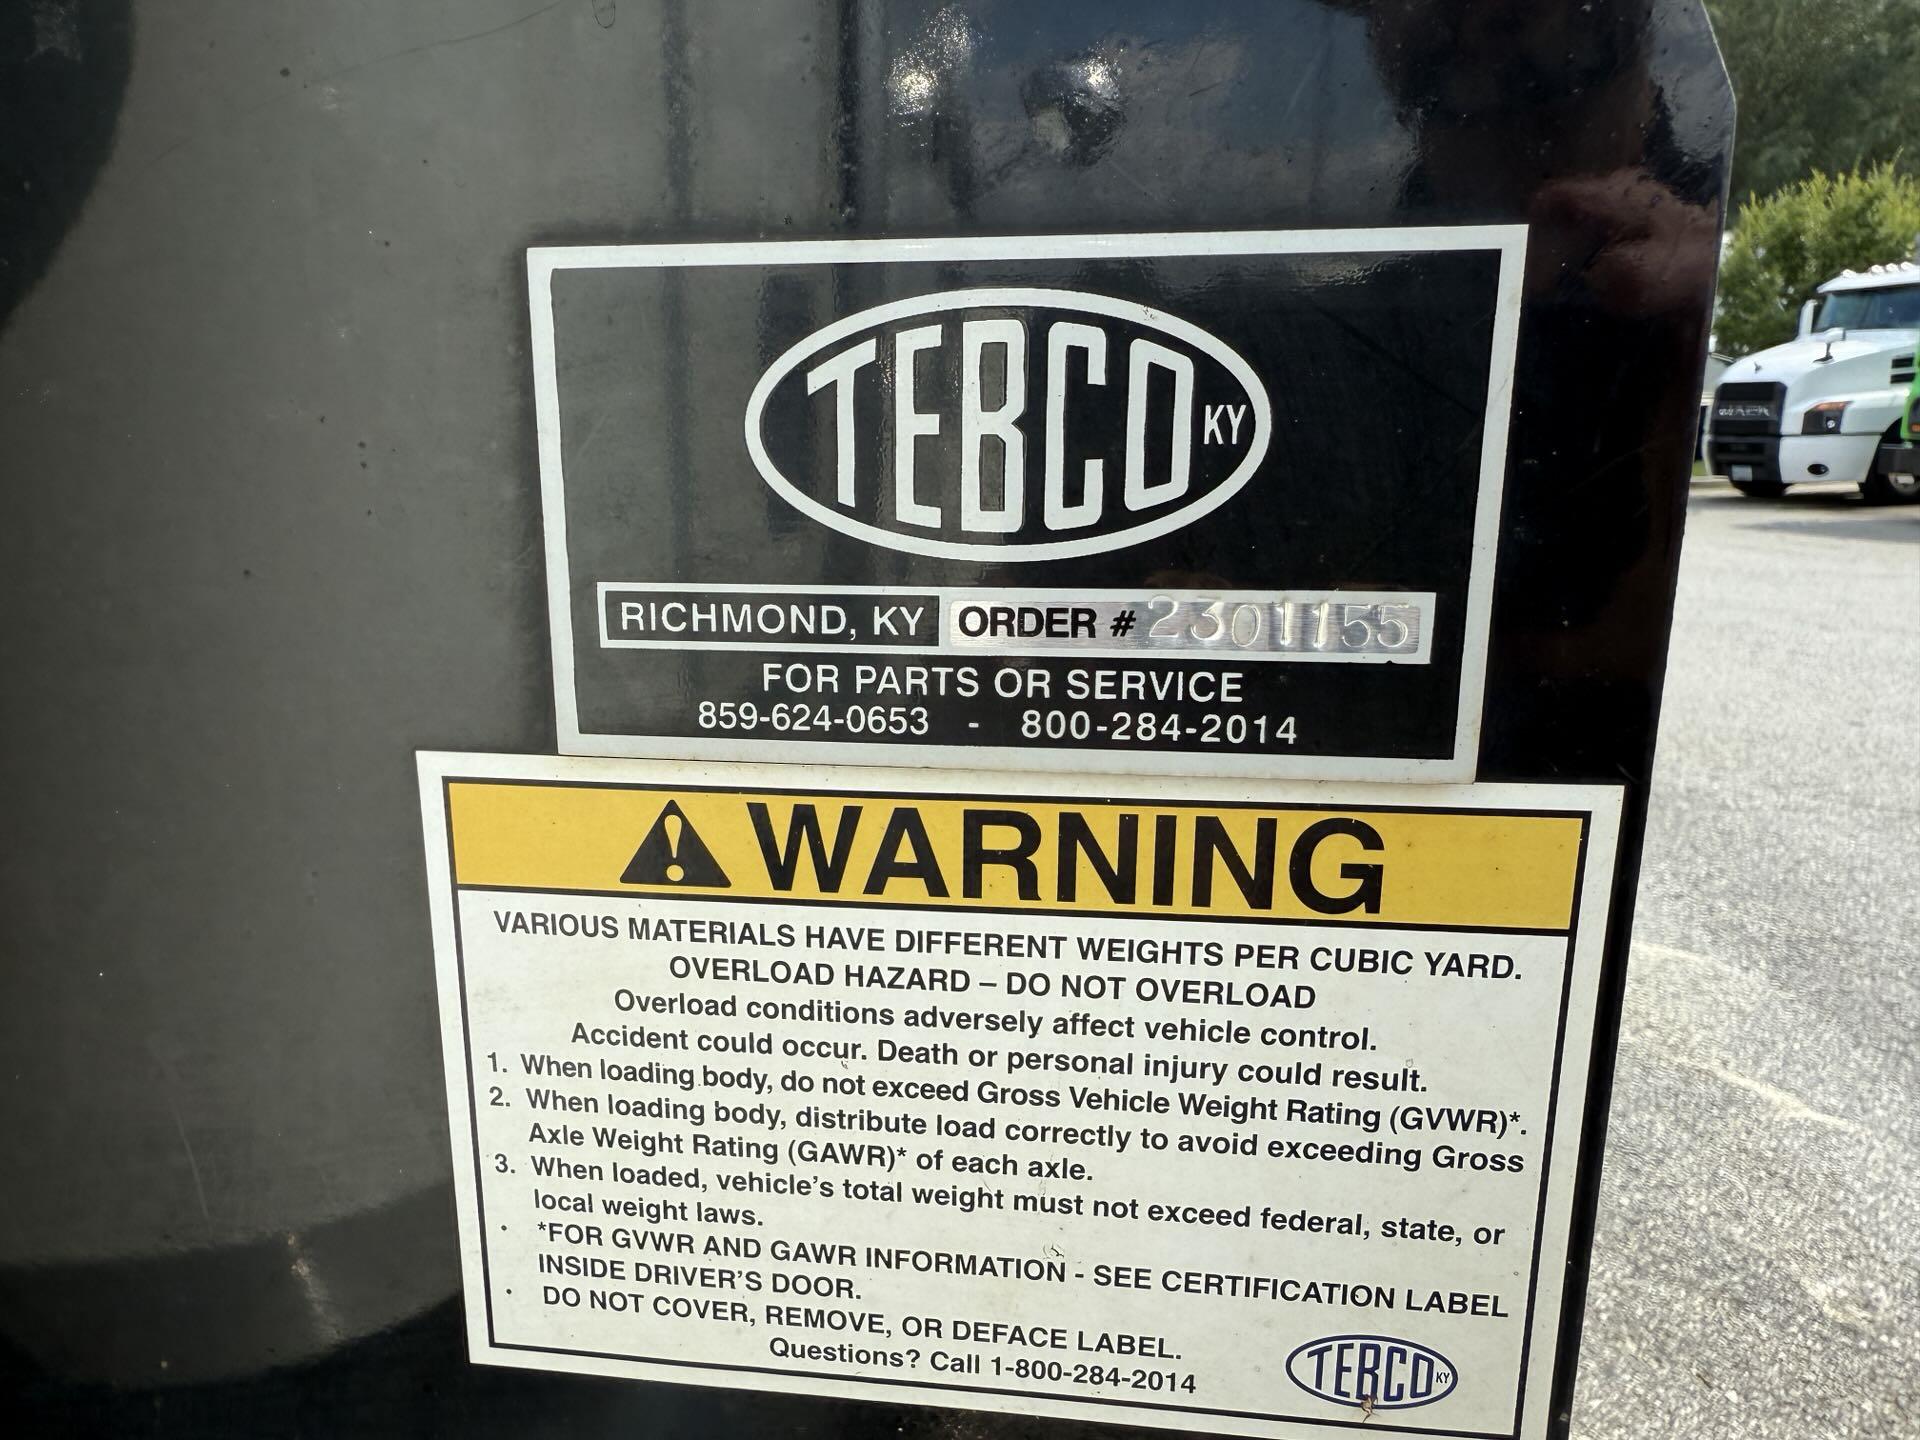 TEBCO KY
RICHMOND, KY ORDER # 2301155
FOR PARTS OR SERVICE
859-624-0653 - 800-284-2014
WARNING
VARIOUS MATERIALS HAVE DIFFERENT WEIGHTS PER CUBIC YARD.
OVERLOAD HAZARD – DO NOT OVERLOAD
Overload conditions adversely affect vehicle control.
Accident could occur. Death or personal injury could result.
1. When loading body, do not exceed Gross Vehicle Weight Rating (GVWR)*.
2. When loading body, distribute load correctly to avoid exceeding Gross
Axle Weight Rating (GAWR)* of each axle.
3. When loaded, vehicle's total weight must not exceed federal, state, or
local weight laws.
· *FOR GVWR AND GAWR INFORMATION - SEE CERTIFICATION LABEL
INSIDE DRIVER'S DOOR.
· DO NOT COVER, REMOVE, OR DEFACE LABEL.
Questions? Call 1-800-284-2014
TEBCO KY